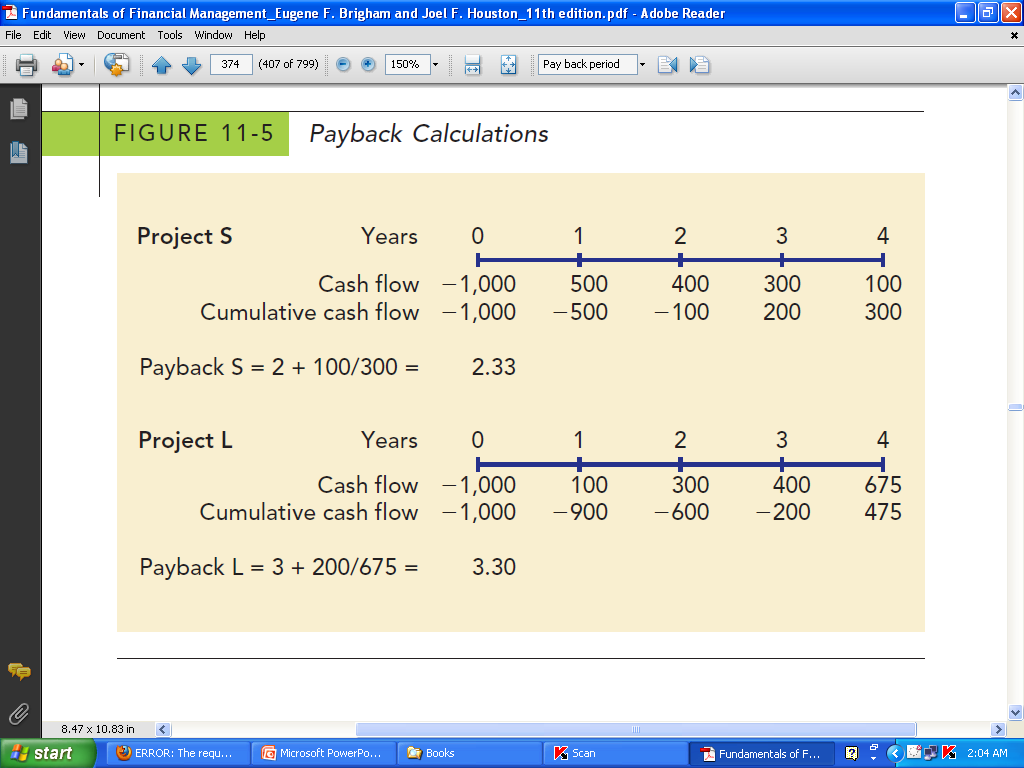 Fundamentals of Financial Management_Eugene F. Brigham and Joel F. Houston_11th edition.pdf - Adobe Reader
File Edit View Document Tools Window Help
374 (407 of 799) 150% Pay back period
FIGURE 11-5 Payback Calculations
Project S Years 0 1 2 3 4
Cash flow −1,000 500 400 300 100
Cumulative cash flow −1,000 −500 −100 200 300
Payback S = 2 + 100/300 = 2.33
Project L Years 0 1 2 3 4
Cash flow −1,000 100 300 400 675
Cumulative cash flow −1,000 −900 −600 −200 475
Payback L = 3 + 200/675 = 3.30
8.47 x 10.83 in
start ERROR: The requ... Microsoft PowerPo... Books Scan Fundamentals of F... 2:04 AM